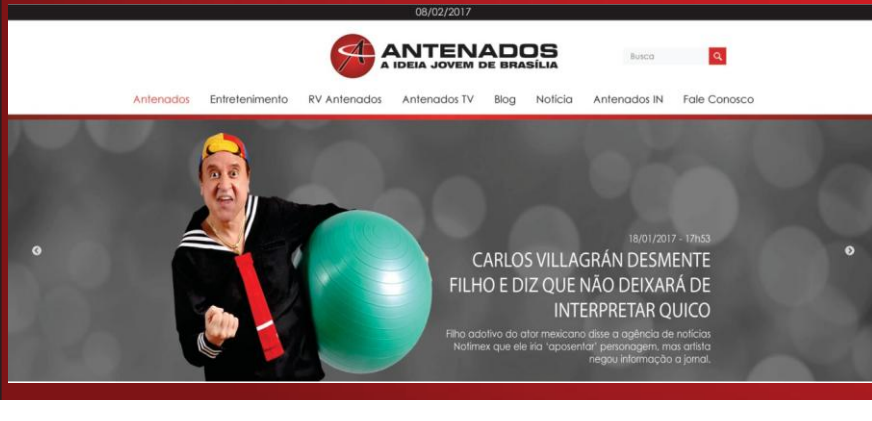 08/02/2017
ANTENADOS
A IDEIA JOVEM DE BRASÍLIA
Busca
Antenados Entretenimento RV Antenados Antenados TV Blog Notícia Antenados IN Fale Conosco
18/01/2017 - 17h53
CARLOS VILLAGRÁN DESMENTE
FILHO E DIZ QUE NÃO DEIXARÁ DE
INTERPRETAR QUICO
Filho adotivo do ator mexicano disse a agência de notícias
Notimex que ele iria 'aposentar' personagem, mas artista
negou informação a jornal.